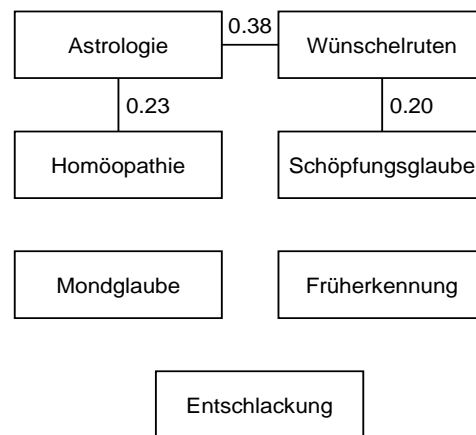 Astrologie
0.38
Wünschelruten
0.23
0.20
Homöopathie
Schöpfungsglaube
Mondglaube
Früherkennung
Entschlackung